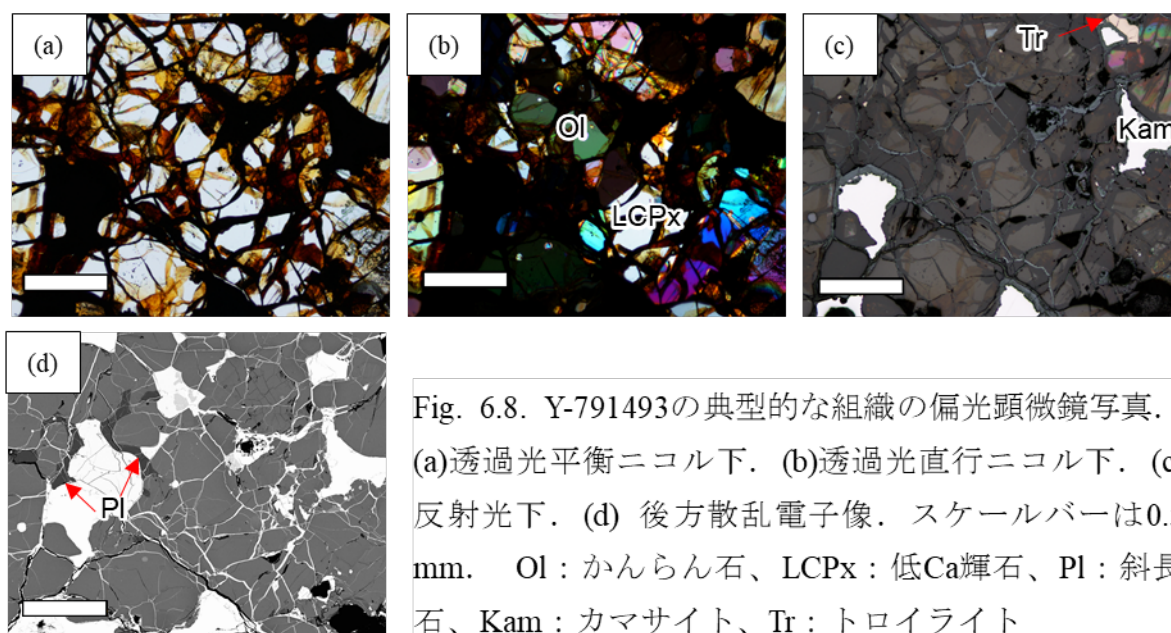 (a)
(b)
(c)
Ol
LCPx
Tr
Kam
(d)
Pl
Fig. 6.8. Y-791493の典型的な組織の偏光顕微鏡写真.
(a)透過光平衡ニコル下. (b)透過光直行ニコル下. (c
反射光下. (d) 後方散乱電子像. スケールバーは0.
mm. Ol：かんらん石、LCPx：低Ca輝石、Pl：斜長
石、Kam：カマサイト、Tr：トロイライト